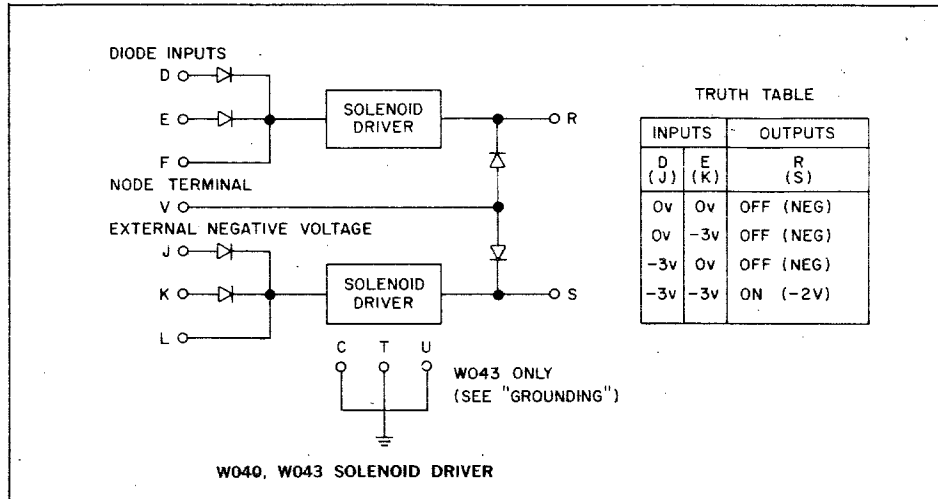 DIODE INPUTS
D
E
F
SOLENOID
DRIVER
R
NODE TERMINAL
V
EXTERNAL NEGATIVE VOLTAGE
J
K
L
SOLENOID
DRIVER
S
C T U
W043 ONLY
(SEE "GROUNDING")
W040, W043 SOLENOID DRIVER
TRUTH TABLE
INPUTS OUTPUTS
D E R
(J) (K) (S)
0v 0v OFF (NEG)
0v -3v OFF (NEG)
-3v 0v OFF (NEG)
-3v -3v ON (-2V)